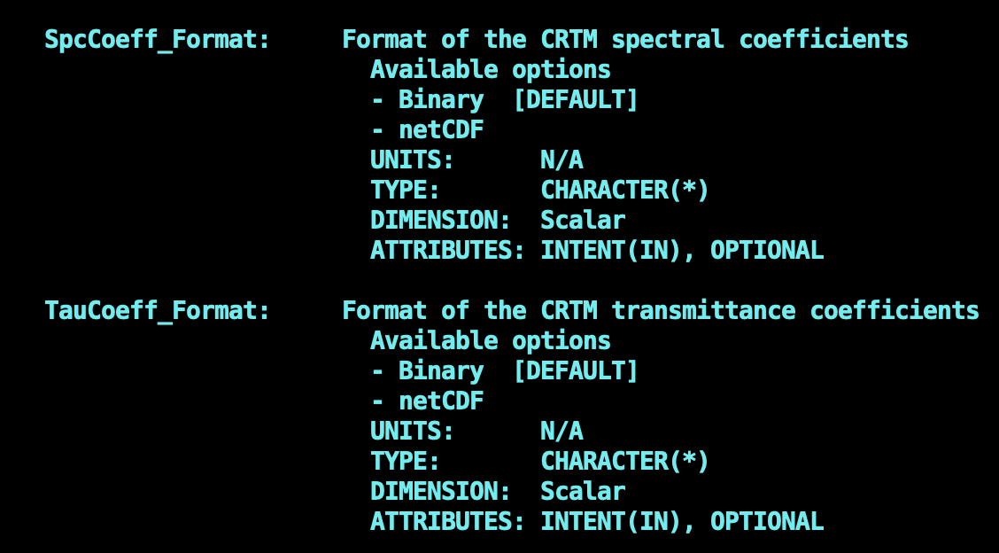 SpcCoeff_Format:     Format of the CRTM spectral coefficients
                       Available options
                       - Binary  [DEFAULT]
                       - netCDF
                       UNITS:      N/A
                       TYPE:       CHARACTER(*)
                       DIMENSION:  Scalar
                       ATTRIBUTES: INTENT(IN), OPTIONAL

TauCoeff_Format:     Format of the CRTM transmittance coefficients
                       Available options
                       - Binary  [DEFAULT]
                       - netCDF
                       UNITS:      N/A
                       TYPE:       CHARACTER(*)
                       DIMENSION:  Scalar
                       ATTRIBUTES: INTENT(IN), OPTIONAL